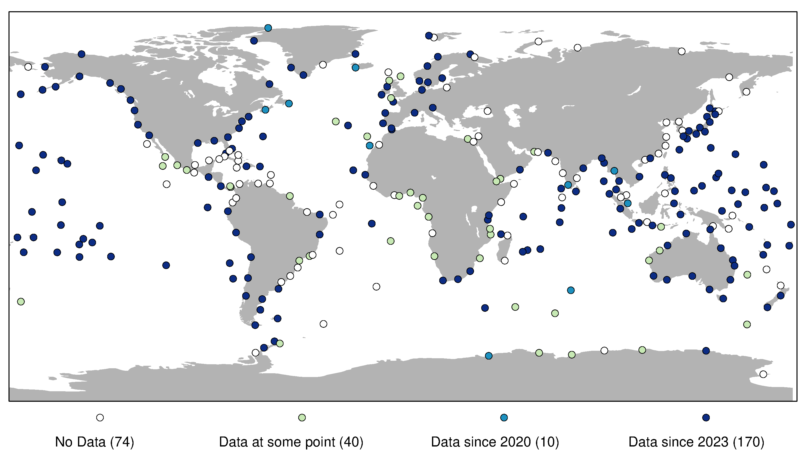 No Data (74) Data at some point (40) Data since 2020 (10) Data since 2023 (170)